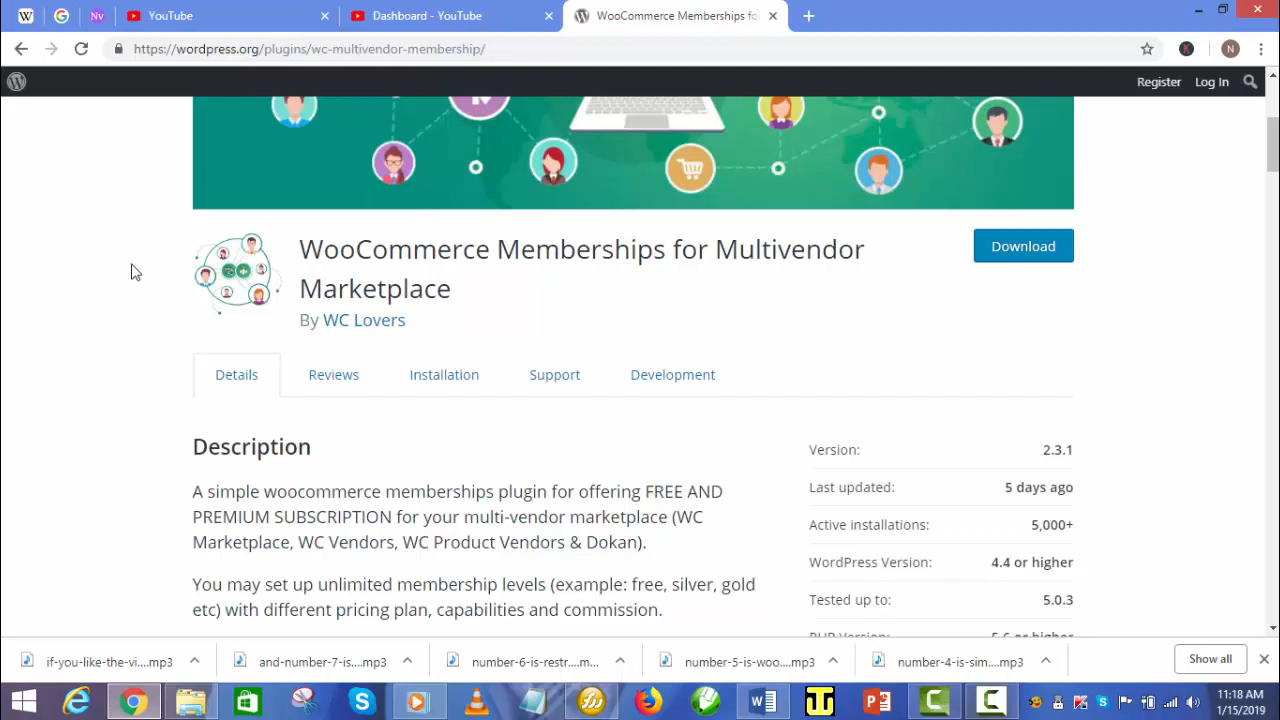 YouTube
Dashboard - YouTube
WooCommerce Memberships fo
https://wordpress.org/plugins/wc-multivendor-membership/
N
Register Log In
WooCommerce Memberships for Multivendor
Marketplace
Download
By WC Lovers
Details Reviews Installation Support Development
Description
A simple woocommerce memberships plugin for offering FREE AND
PREMIUM SUBSCRIPTION for your multi-vendor marketplace (WC
Marketplace, WC Vendors, WC Product Vendors & Dokan).
You may set up unlimited membership levels (example: free, silver, gold
etc) with different pricing plan, capabilities and commission.
Version: 2.3.1
Last updated: 5 days ago
Active installations: 5,000+
WordPress Version: 4.4 or higher
Tested up to: 5.0.3
PHP Version: 5.6 or higher
if-you-like-the-vi....mp3
and-number-7-is....mp3
number-6-is-restr....m...
number-5-is-woo....mp3
number-4-is-sim....mp3
Show all
11:18 AM
1/15/2019